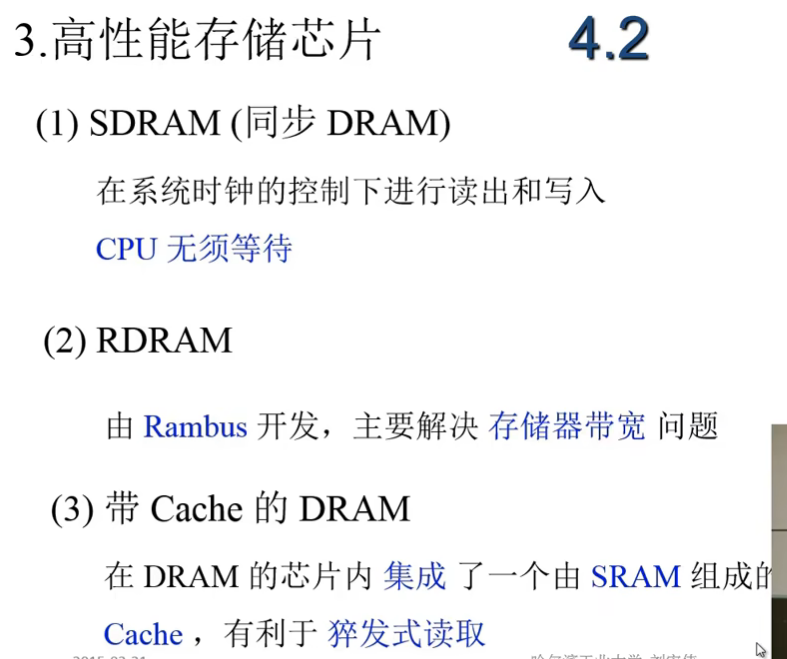 3.高性能存储芯片 4.2
(1) SDRAM (同步 DRAM)
在系统时钟的控制下进行读出和写入
CPU 无须等待
(2) RDRAM
由 Rambus 开发，主要解决 存储器带宽 问题
(3) 带 Cache 的 DRAM
在 DRAM 的芯片内 集成 了一个由 SRAM 组成的
Cache ，有利于 猝发式读取